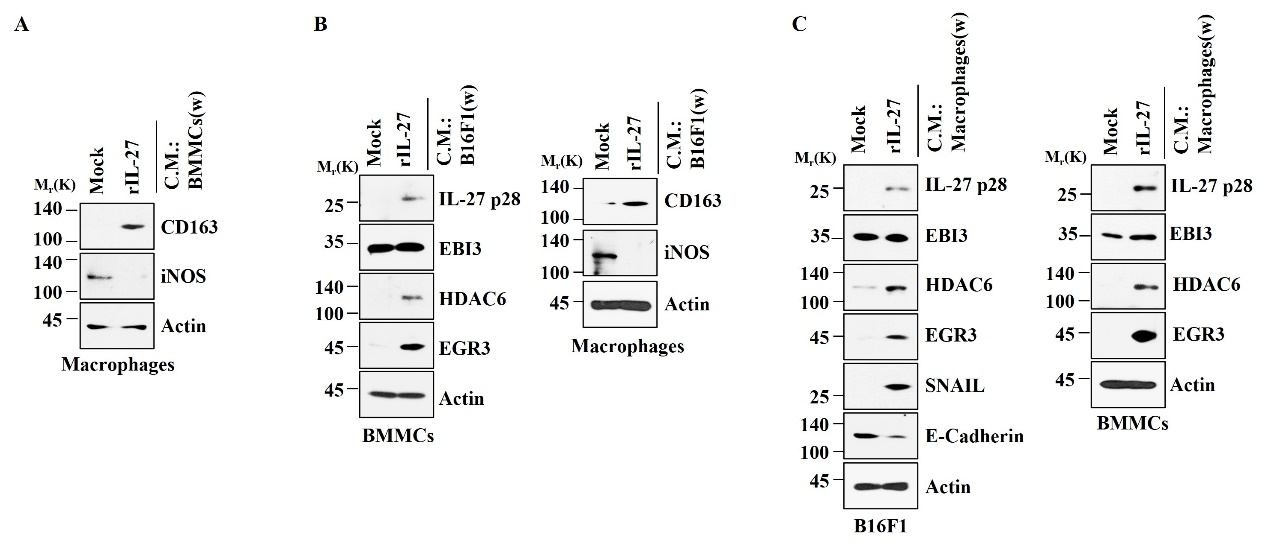 A
Mock
rIL-27
C.M.:
BMMCs(w)
Mr(K)
140
100
CD163
140
100
iNOS
45
Actin
Macrophages
B
Mock
rIL-27
C.M.:
B16F1(w)
Mr(K)
25
IL-27 p28
35
EBI3
140
100
HDAC6
45
EGR3
45
Actin
BMMCs
Mock
rIL-27
C.M.:
B16F1(w)
Mr(K)
140
100
CD163
140
100
iNOS
45
Actin
Macrophages
C
Mock
rIL-27
C.M.:
Macrophages(w)
Mr(K)
25
IL-27 p28
35
EBI3
140
100
HDAC6
45
EGR3
25
SNAIL
140
100
E-Cadherin
45
Actin
B16F1
Mock
rIL-27
C.M.:
Macrophages(w)
Mr(K)
25
IL-27 p28
35
EBI3
140
100
HDAC6
45
EGR3
45
Actin
BMMCs